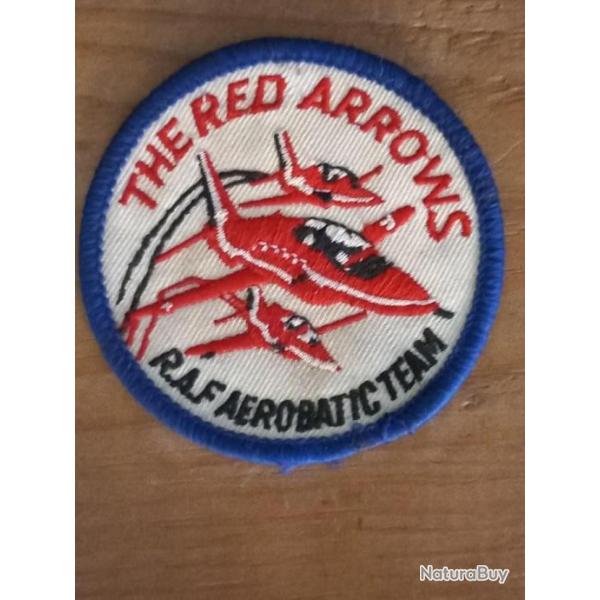 THE RED ARROWS
R.A.F AEROBATIC TEAM
NaturaBuy